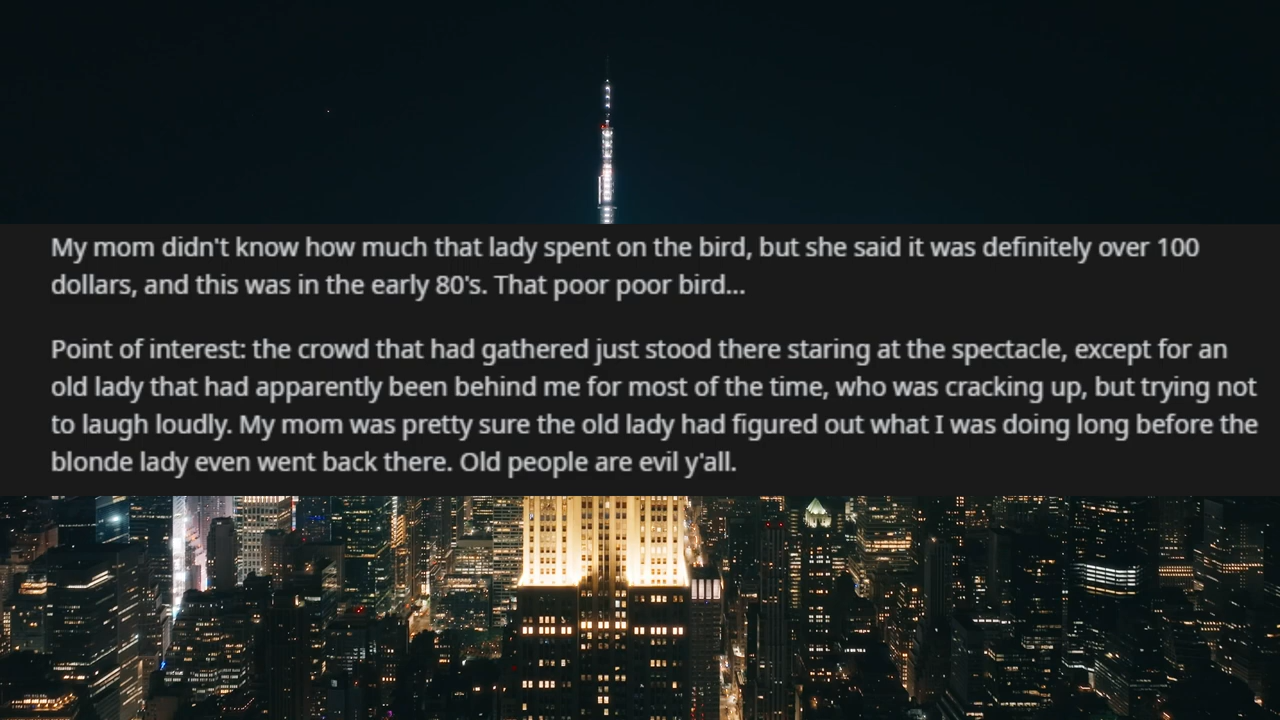 My mom didn't know how much that lady spent on the bird, but she said it was definitely over 100
dollars, and this was in the early 80's. That poor poor bird...
Point of interest: the crowd that had gathered just stood there staring at the spectacle, except for an
old lady that had apparently been behind me for most of the time, who was cracking up, but trying not
to laugh loudly. My mom was pretty sure the old lady had figured out what I was doing long before the
blonde lady even went back there. Old people are evil y'all.